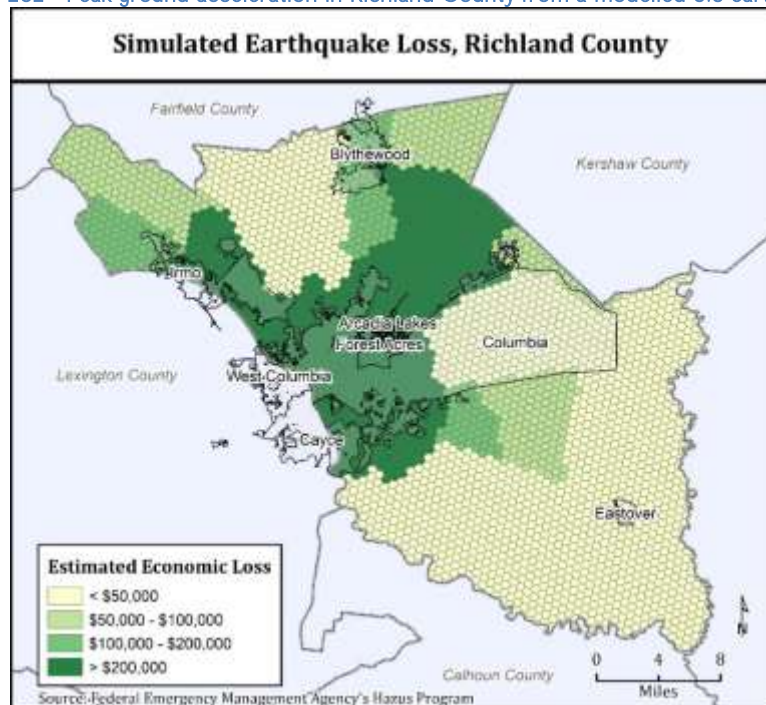 Simulated Earthquake Loss, Richland County
Fairfield County
Blythewood
Kershaw County
Irmo
Arcadia Lakes
Forest Acres
Columbia
Lexington County
West Columbia
Cayce
Eastover
Estimated Economic Loss
< $50,000
$50,000 - $100,000
$100,000 - $200,000
> $200,000
N
Calhoun County
0 4 8
Miles
Source: Federal Emergency Management Agency's Hazus Program